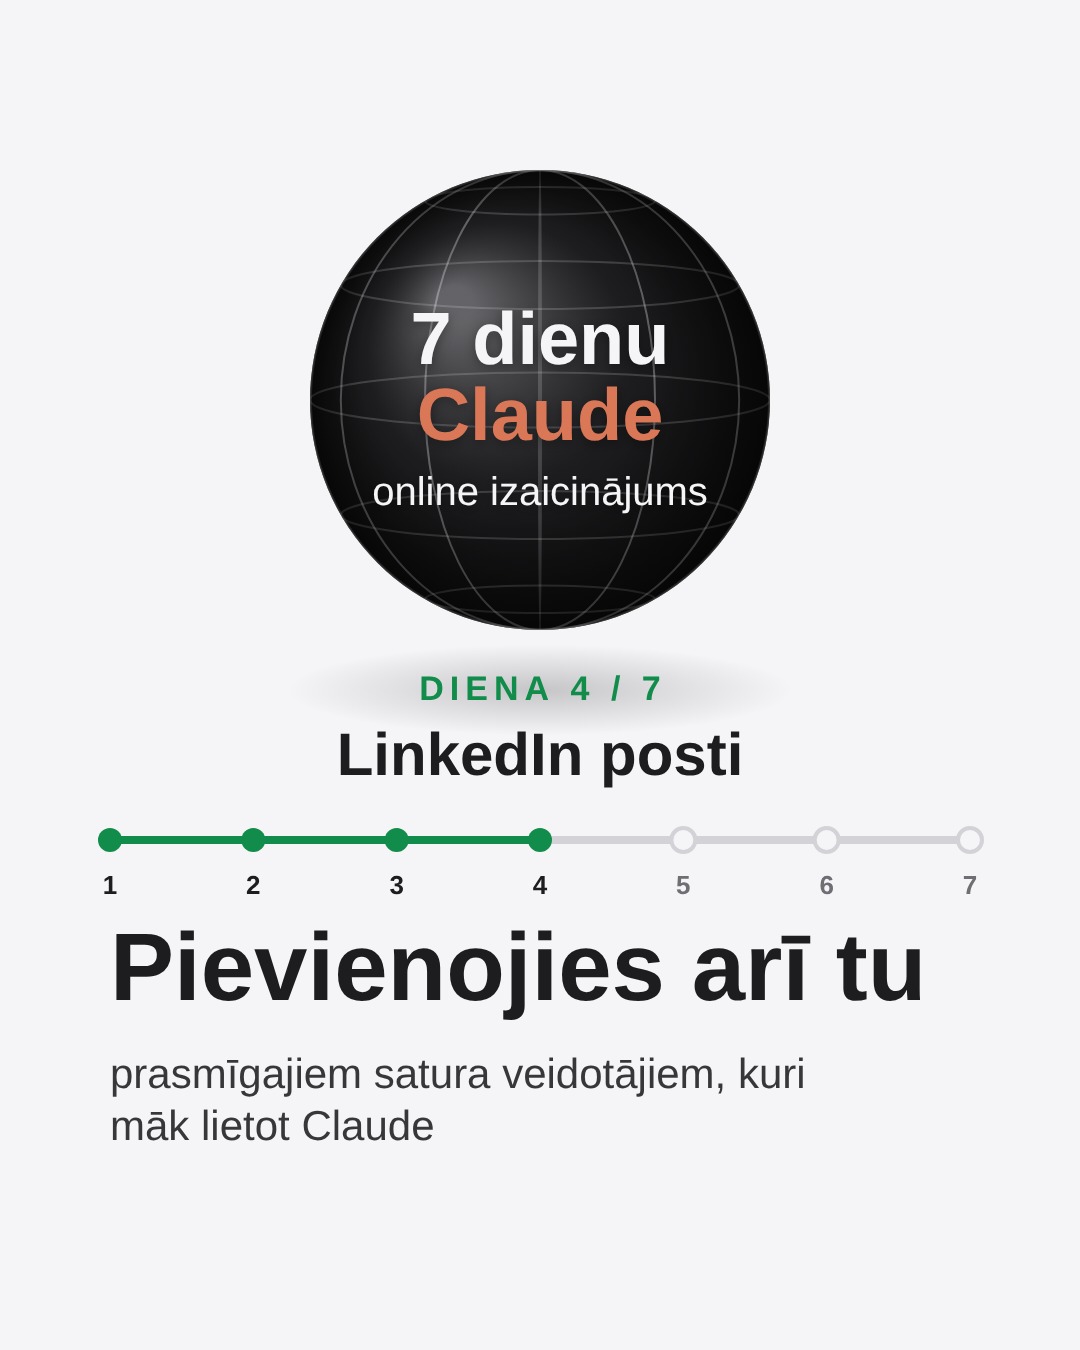 7 dienu
Claude
online izaicinājums
DIENA 4 / 7
LinkedIn posti
1 2 3 4 5 6 7
Pievienojies arī tu
prasmīgajiem satura veidotājiem, kuri
māk lietot Claude